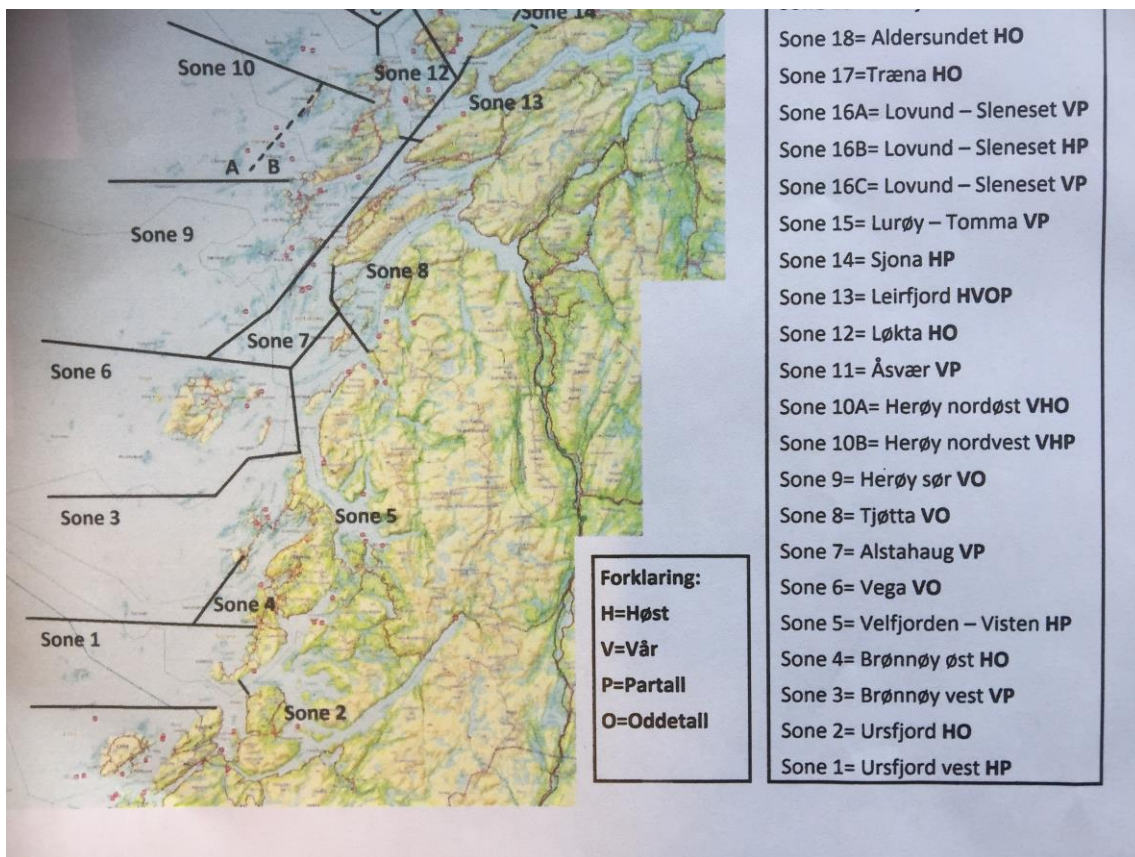 Sone 14
C
Sone 10
Sone 12
Sone 13
A
B
Sone 9
Sone 8
Sone 7
Sone 6
Sone 3
Sone 5
Sone 4
Sone 1
Sone 2
Forklaring:
H=Høst
V=Vår
P=Partall
O=Oddetall
Sone 18= Aldersundet HO
Sone 17=Træna HO
Sone 16A= Lovund – Sleneset VP
Sone 16B= Lovund – Sleneset HP
Sone 16C= Lovund – Sleneset VP
Sone 15= Lurøy – Tomma VP
Sone 14= Sjona HP
Sone 13= Leirfjord HVOP
Sone 12= Løkta HO
Sone 11= Åsvær VP
Sone 10A= Herøy nordøst VHO
Sone 10B= Herøy nordvest VHP
Sone 9= Herøy sør VO
Sone 8= Tjøtta VO
Sone 7= Alstahaug VP
Sone 6= Vega VO
Sone 5= Velfjorden – Visten HP
Sone 4= Brønnøy øst HO
Sone 3= Brønnøy vest VP
Sone 2= Ursfjord HO
Sone 1= Ursfjord vest HP